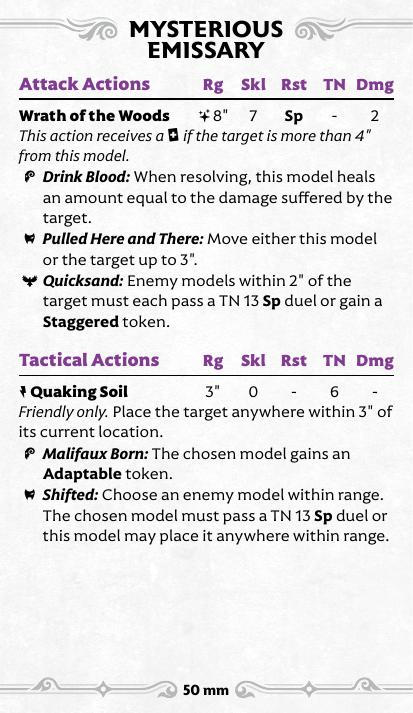 MYSTERIOUS
EMISSARY
Attack Actions Rg Skl Rst TN Dmg
Wrath of the Woods 8" 7 Sp - 2
This action receives a if the target is more than 4"
from this model.
Drink Blood: When resolving, this model heals
an amount equal to the damage suffered by the
target.
Pulled Here and There: Move either this model
or the target up to 3".
Quicksand: Enemy models within 2" of the
target must each pass a TN 13 Sp duel or gain a
Staggered token.
Tactical Actions Rg Skl Rst TN Dmg
Quaking Soil 3" 0 - 6 -
Friendly only. Place the target anywhere within 3" of
its current location.
Malifaux Born: The chosen model gains an
Adaptable token.
Shifted: Choose an enemy model within range.
The chosen model must pass a TN 13 Sp duel or
this model may place it anywhere within range.
50 mm